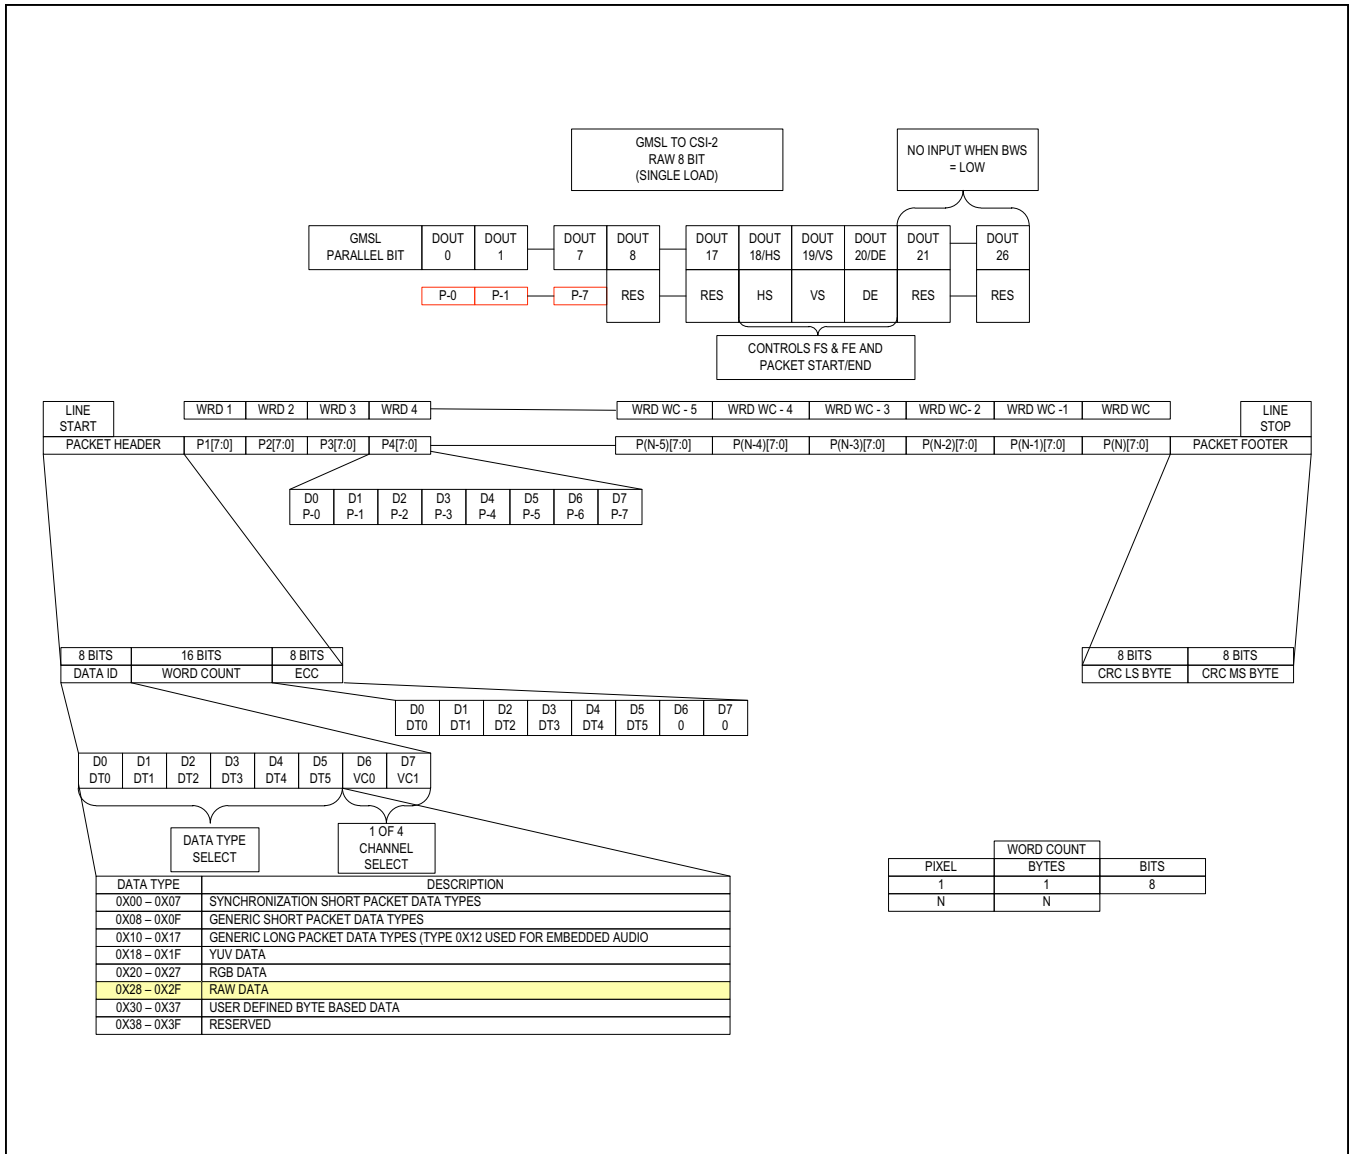 GMSL TO CSI-2
RAW 8 BIT
(SINGLE LOAD)
NO INPUT WHEN BWS
= LOW
GMSL
PARALLEL BIT
DOUT
0
DOUT
1
DOUT
7
DOUT
8
DOUT
17
DOUT
18/HS
DOUT
19/VS
DOUT
20/DE
DOUT
21
DOUT
26
P-0 P-1 P-7 RES RES HS VS DE RES RES
CONTROLS FS & FE AND
PACKET START/END
LINE
START
WRD 1 WRD 2 WRD 3 WRD 4 WRD WC - 5 WRD WC - 4 WRD WC - 3 WRD WC- 2 WRD WC -1 WRD WC
LINE
STOP
PACKET HEADER P1[7:0] P2[7:0] P3[7:0] P4[7:0] P(N-5)[7:0] P(N-4)[7:0] P(N-3)[7:0] P(N-2)[7:0] P(N-1)[7:0] P(N)[7:0] PACKET FOOTER
D0 D1 D2 D3 D4 D5 D6 D7
P-0 P-1 P-2 P-3 P-4 P-5 P-6 P-7
8 BITS 16 BITS 8 BITS
DATA ID WORD COUNT ECC
8 BITS 8 BITS
CRC LS BYTE CRC MS BYTE
D0 D1 D2 D3 D4 D5 D6 D7
DT0 DT1 DT2 DT3 DT4 DT5 0 0
D0 D1 D2 D3 D4 D5 D6 D7
DT0 DT1 DT2 DT3 DT4 DT5 VC0 VC1
DATA TYPE
SELECT
1 OF 4
CHANNEL
SELECT
WORD COUNT
PIXEL BYTES BITS
1 1 8
N N
DATA TYPE DESCRIPTION
0X00 – 0X07 SYNCHRONIZATION SHORT PACKET DATA TYPES
0X08 – 0X0F GENERIC SHORT PACKET DATA TYPES
0X10 – 0X17 GENERIC LONG PACKET DATA TYPES (TYPE 0X12 USED FOR EMBEDDED AUDIO
0X18 – 0X1F YUV DATA
0X20 – 0X27 RGB DATA
0X28 – 0X2F RAW DATA
0X30 – 0X37 USER DEFINED BYTE BASED DATA
0X38 – 0X3F RESERVED